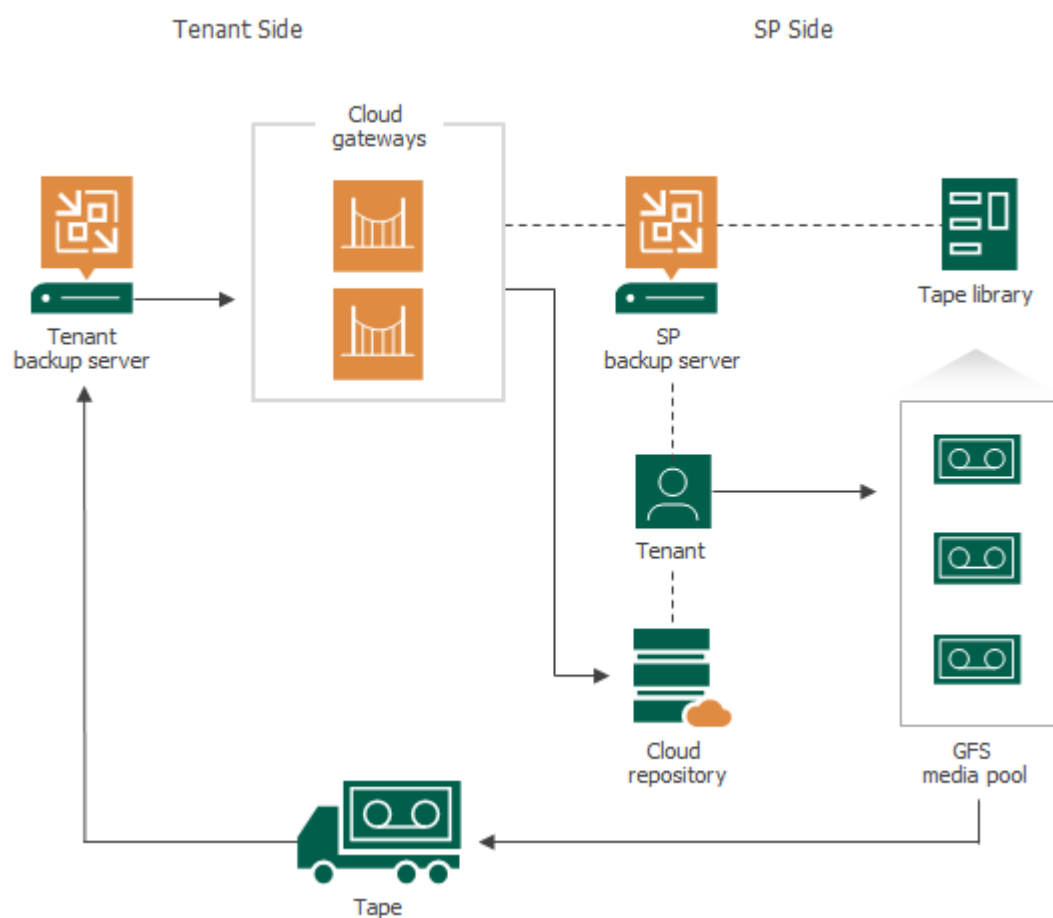 Tenant Side
SP Side
Cloud
gateways
Tenant
backup server
SP
backup server
Tape library
Tenant
Cloud
repository
GFS
media pool
Tape